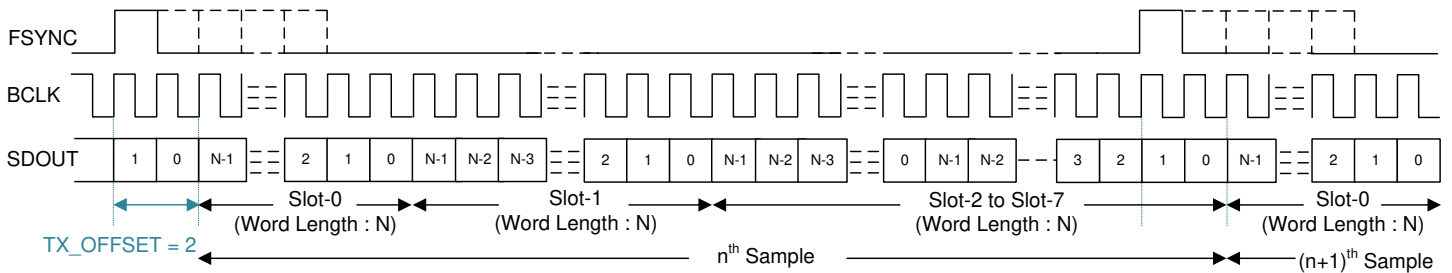 FSYNC
BCLK
SDOUT 1 0 N-1 2 1 0 N-1 N-2 N-3 2 1 0 N-1 N-2 N-3 0 N-1 N-2 3 2 1 0 N-1 2 1 0
Slot-0 Slot-1 Slot-2 to Slot-7 Slot-0
(Word Length : N) (Word Length : N) (Word Length : N) (Word Length : N)
TX_OFFSET = 2 nth Sample (n+1)th Sample